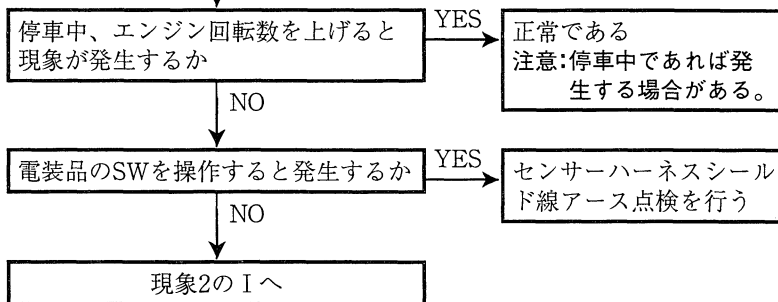 停車中、エンジン回転数を上げると
現象が発生するか
YES
正常である
注意:停車中であれば発
生する場合がある。
NO
電装品のSWを操作すると発生するか
YES
センサーハーネスシール
ド線アース点検を行う
NO
現象2のⅠへ